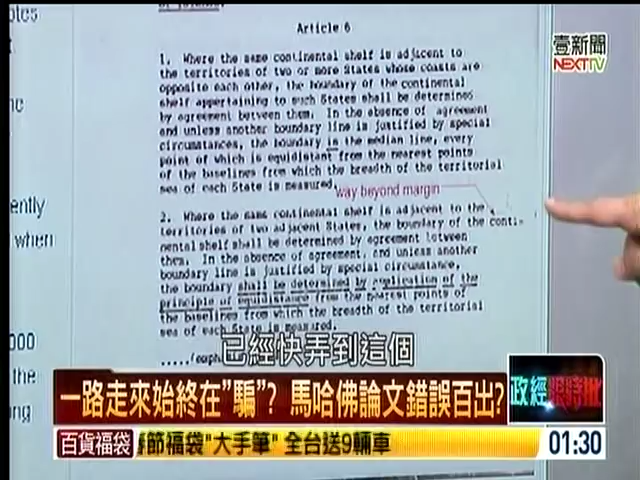 Article 6
壹新聞
NEXTTV
1. Where the same continental shelf is adjacent to
the territories of two or more States whose coasts are
opposite each other, the boundary of the continental
shelf appertaining to such States shall be determined
by agreement between them. In the absence of agreement
and unless another boundary line is justified by special
circumstances, the boundary is the median line, every
point of which is equidistant from the nearest points
of the baselines from which the breadth of the territorial
sea of each State is measured.
way beyond margin
2. Where the same continental shelf is adjacent to the
territories of two adjacent States, the boundary of the conti-
nental shelf shall be determined by agreement between
them. In the absence of agreement, and unless another
boundary line is justified by special circumstance,
the boundary shall be determined by application of the
principle of equidistance from the nearest points of
the baselines from which the breadth of the territorial
sea of each State is measured.
ently
when
000
the
ng
已經快弄到這個
一路走來始終在"騙"? 馬哈佛論文錯誤百出?
政經
百貨福袋
春節福袋"大手筆" 全台送9輛車
01:30